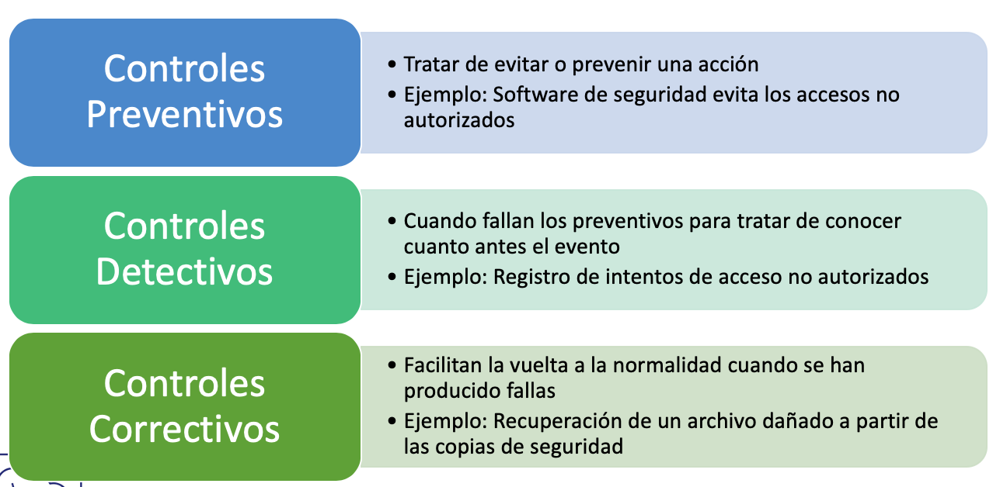 Controles
Preventivos
• Tratar de evitar o prevenir una acción
• Ejemplo: Software de seguridad evita los accesos no
autorizados
Controles
Detectivos
• Cuando fallan los preventivos para tratar de conocer
cuanto antes el evento
• Ejemplo: Registro de intentos de acceso no autorizados
Controles
Correctivos
• Facilitan la vuelta a la normalidad cuando se han
producido fallas
• Ejemplo: Recuperación de un archivo dañado a partir de
las copias de seguridad